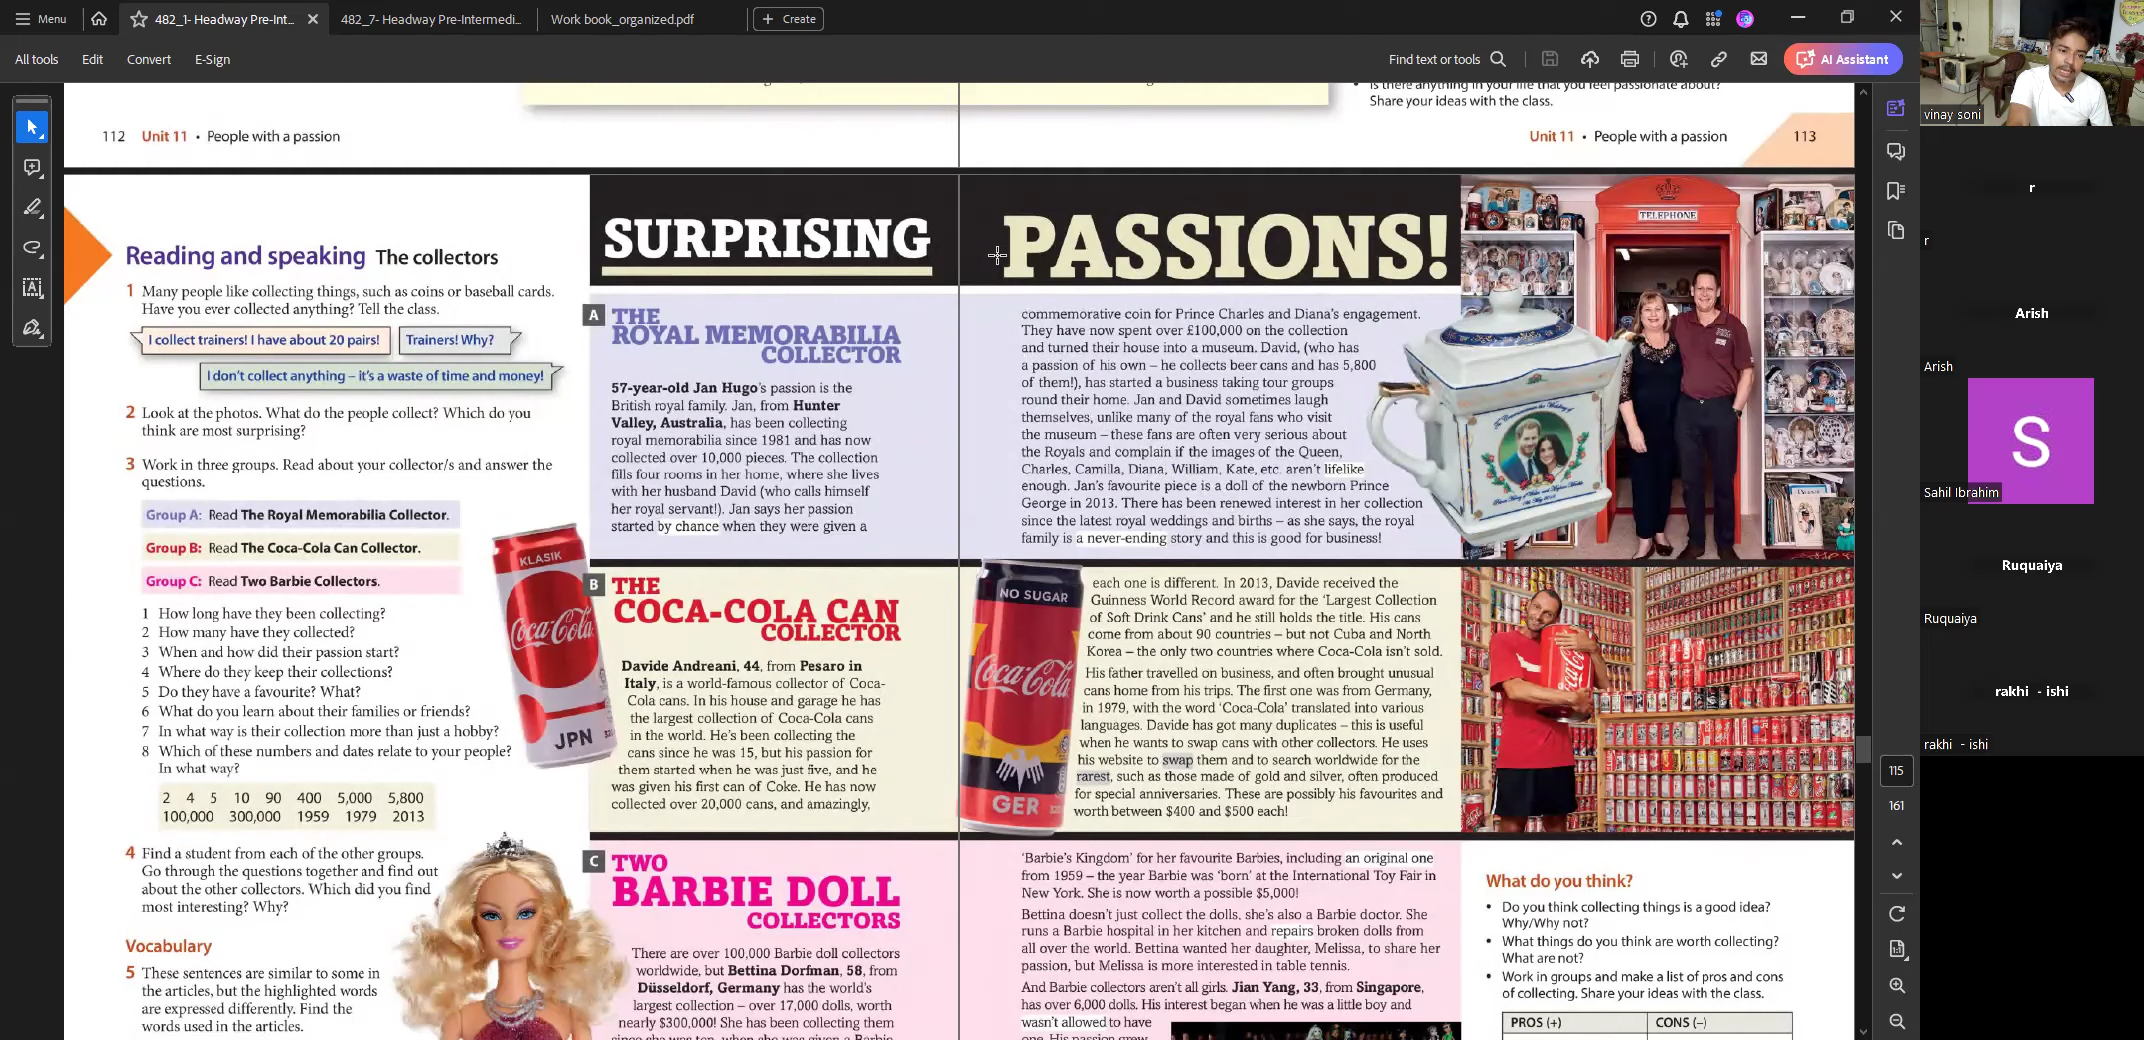 Menu
482_1- Headway Pre-Int...
482_7- Headway Pre-Intermedi...
Work book_organized.pdf
Create
All tools
Edit
Convert
E-Sign
Find text or tools
AI Assistant
Is there anything in your life that you feel passionate about?
Share your ideas with the class.
112 Unit 11 • People with a passion
Unit 11 • People with a passion 113
Reading and speaking The collectors
1 Many people like collecting things, such as coins or baseball cards.
Have you ever collected anything? Tell the class.
I collect trainers! I have about 20 pairs!
Trainers! Why?
I don't collect anything – it's a waste of time and money!
2 Look at the photos. What do the people collect? Which do you
think are most surprising?
3 Work in three groups. Read about your collector/s and answer the
questions.
Group A: Read The Royal Memorabilia Collector.
Group B: Read The Coca-Cola Can Collector.
Group C: Read Two Barbie Collectors.
1 How long have they been collecting?
2 How many have they collected?
3 When and how did their passion start?
4 Where do they keep their collections?
5 Do they have a favourite? What?
6 What do you learn about their families or friends?
7 In what way is their collection more than just a hobby?
8 Which of these numbers and dates relate to your people?
In what way?
2 4 5 10 90 400 5,000 5,800
100,000 300,000 1959 1979 2013
4 Find a student from each of the other groups.
Go through the questions together and find out
about the other collectors. Which did you find
most interesting? Why?
Vocabulary
5 These sentences are similar to some in
the articles, but the highlighted words
are expressed differently. Find the
words used in the articles.
SURPRISING
PASSIONS!
A THE
ROYAL MEMORABILIA
COLLECTOR
57-year-old Jan Hugo's passion is the
British royal family. Jan, from Hunter
Valley, Australia, has been collecting
royal memorabilia since 1981 and has now
collected over 10,000 pieces. The collection
fills four rooms in her home, where she lives
with her husband David (who calls himself
her royal servant!). Jan says her passion
started by chance when they were given a
commemorative coin for Prince Charles and Diana's engagement.
They have now spent over £100,000 on the collection
and turned their house into a museum. David, (who has
a passion of his own – he collects beer cans and has 5,800
of them!), has started a business taking tour groups
round their home. Jan and David sometimes laugh
themselves, unlike many of the royal fans who visit
the museum – these fans are often very serious about
the Royals and complain if the images of the Queen,
Charles, Camilla, Diana, William, Kate, etc. aren't lifelike
enough. Jan's favourite piece is a doll of the newborn Prince
George in 2013. There has been renewed interest in her collection
since the latest royal weddings and births – as she says, the royal
family is a never-ending story and this is good for business!
TELEPHONE
KLASIK
Coca-Cola
JPN
B THE
COCA-COLA CAN
COLLECTOR
Davide Andreani, 44, from Pesaro in
Italy, is a world-famous collector of Coca-
Cola cans. In his house and garage he has
the largest collection of Coca-Cola cans
in the world. He's been collecting the
cans since he was 15, but his passion for
them started when he was just five, and he
was given his first can of Coke. He has now
collected over 20,000 cans, and amazingly,
NO SUGAR
Coca-Cola
GER
each one is different. In 2013, Davide received the
Guinness World Record award for the 'Largest Collection
of Soft Drink Cans' and he still holds the title. His cans
come from about 90 countries – but not Cuba and North
Korea – the only two countries where Coca-Cola isn't sold.
His father travelled on business, and often brought unusual
cans home from his trips. The first one was from Germany,
in 1979, with the word 'Coca-Cola' translated into various
languages. Davide has got many duplicates – this is useful
when he wants to swap cans with other collectors. He uses
his website to swap them and to search worldwide for the
rarest, such as those made of gold and silver, often produced
for special anniversaries. These are possibly his favourites and
worth between $400 and $500 each!
C TWO
BARBIE DOLL
COLLECTORS
There are over 100,000 Barbie doll collectors
worldwide, but Bettina Dorfman, 58, from
Düsseldorf, Germany has the world's
largest collection – over 17,000 dolls, worth
nearly $300,000! She has been collecting them
since she was ten, when she was given a Barbie
'Barbie's Kingdom' for her favourite Barbies, including an original one
from 1959 – the year Barbie was 'born' at the International Toy Fair in
New York. She is now worth a possible $5,000!
Bettina doesn't just collect the dolls, she's also a Barbie doctor. She
runs a Barbie hospital in her kitchen and repairs broken dolls from
all over the world. Bettina wanted her daughter, Melissa, to share her
passion, but Melissa is more interested in table tennis.
And Barbie collectors aren't all girls. Jian Yang, 33, from Singapore,
has over 6,000 dolls. His interest began when he was a little boy and
wasn't allowed to have
one. His passion grew
What do you think?
• Do you think collecting things is a good idea?
Why/Why not?
• What things do you think are worth collecting?
What are not?
• Work in groups and make a list of pros and cons
of collecting. Share your ideas with the class.
PROS (+) CONS (–)
115
161
vinay soni
r
r
Arish
Arish
S
Sahil Ibrahim
Ruquaiya
Ruquaiya
rakhi - ishi
rakhi - ishi